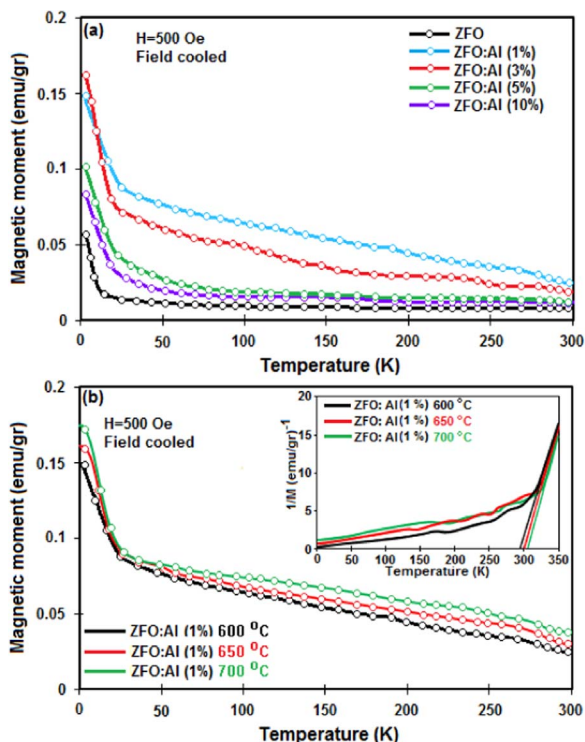 (a)
H=500 Oe
Field cooled
ZFO
ZFO:Al (1%)
ZFO:Al (3%)
ZFO:Al (5%)
ZFO:Al (10%)
Magnetic moment (emu/gr)
0.2
0.15
0.1
0.05
0
0 50 100 150 200 250 300
Temperature (K)
(b)
H=500 Oe
Field cooled
ZFO: Al (1%) 600 °C
ZFO: Al (1%) 650 °C
ZFO: Al (1%) 700 °C
1/M (emu/gr)⁻¹
20
15
10
5
0
0 50 100 150 200 250 300 350
Temperature (K)
ZFO:Al (1%) 600 °C
ZFO:Al (1%) 650 °C
ZFO:Al (1%) 700 °C
Magnetic moment (emu/gr)
0.2
0.15
0.1
0.05
0
0 50 100 150 200 250 300
Temperature (K)